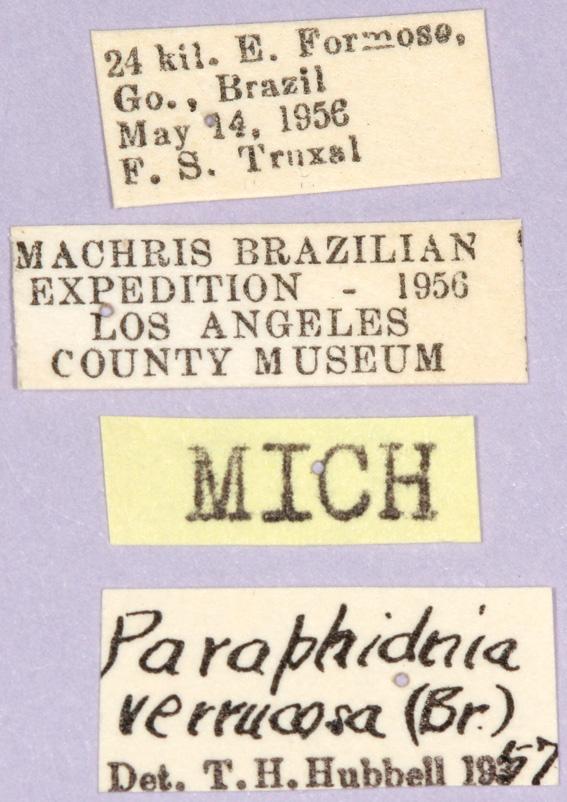 24 kil. E. Formoso,
Go., Brazil
May 14, 1956
F. S. Truxal
MACHRIS BRAZILIAN
EXPEDITION - 1956
LOS ANGELES
COUNTY MUSEUM
MICH
Paraphidnia
verrucosa (Br.)
Det. T. H. Hubbell 1957